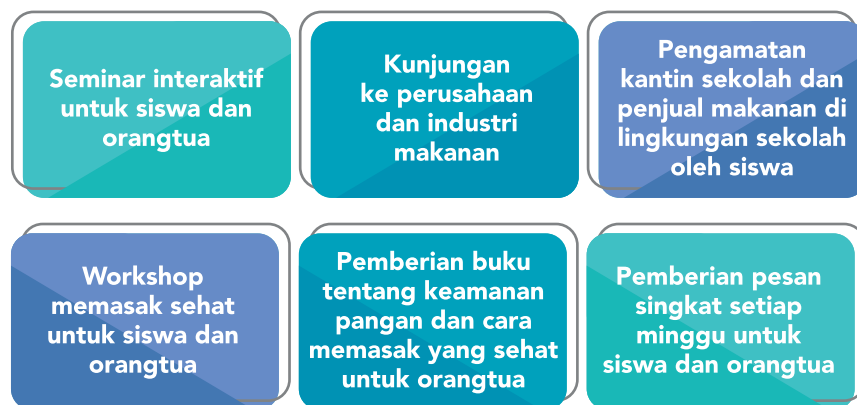 Seminar interaktif
untuk siswa dan
orangtua
Kunjungan
ke perusahaan
dan industri
makanan
Pengamatan
kantin sekolah dan
penjual makanan di
lingkungan sekolah
oleh siswa
Workshop
memasak sehat
untuk siswa dan
orangtua
Pemberian buku
tentang keamanan
pangan dan cara
memasak yang sehat
untuk orangtua
Pemberian pesan
singkat setiap
minggu untuk
siswa dan orangtua